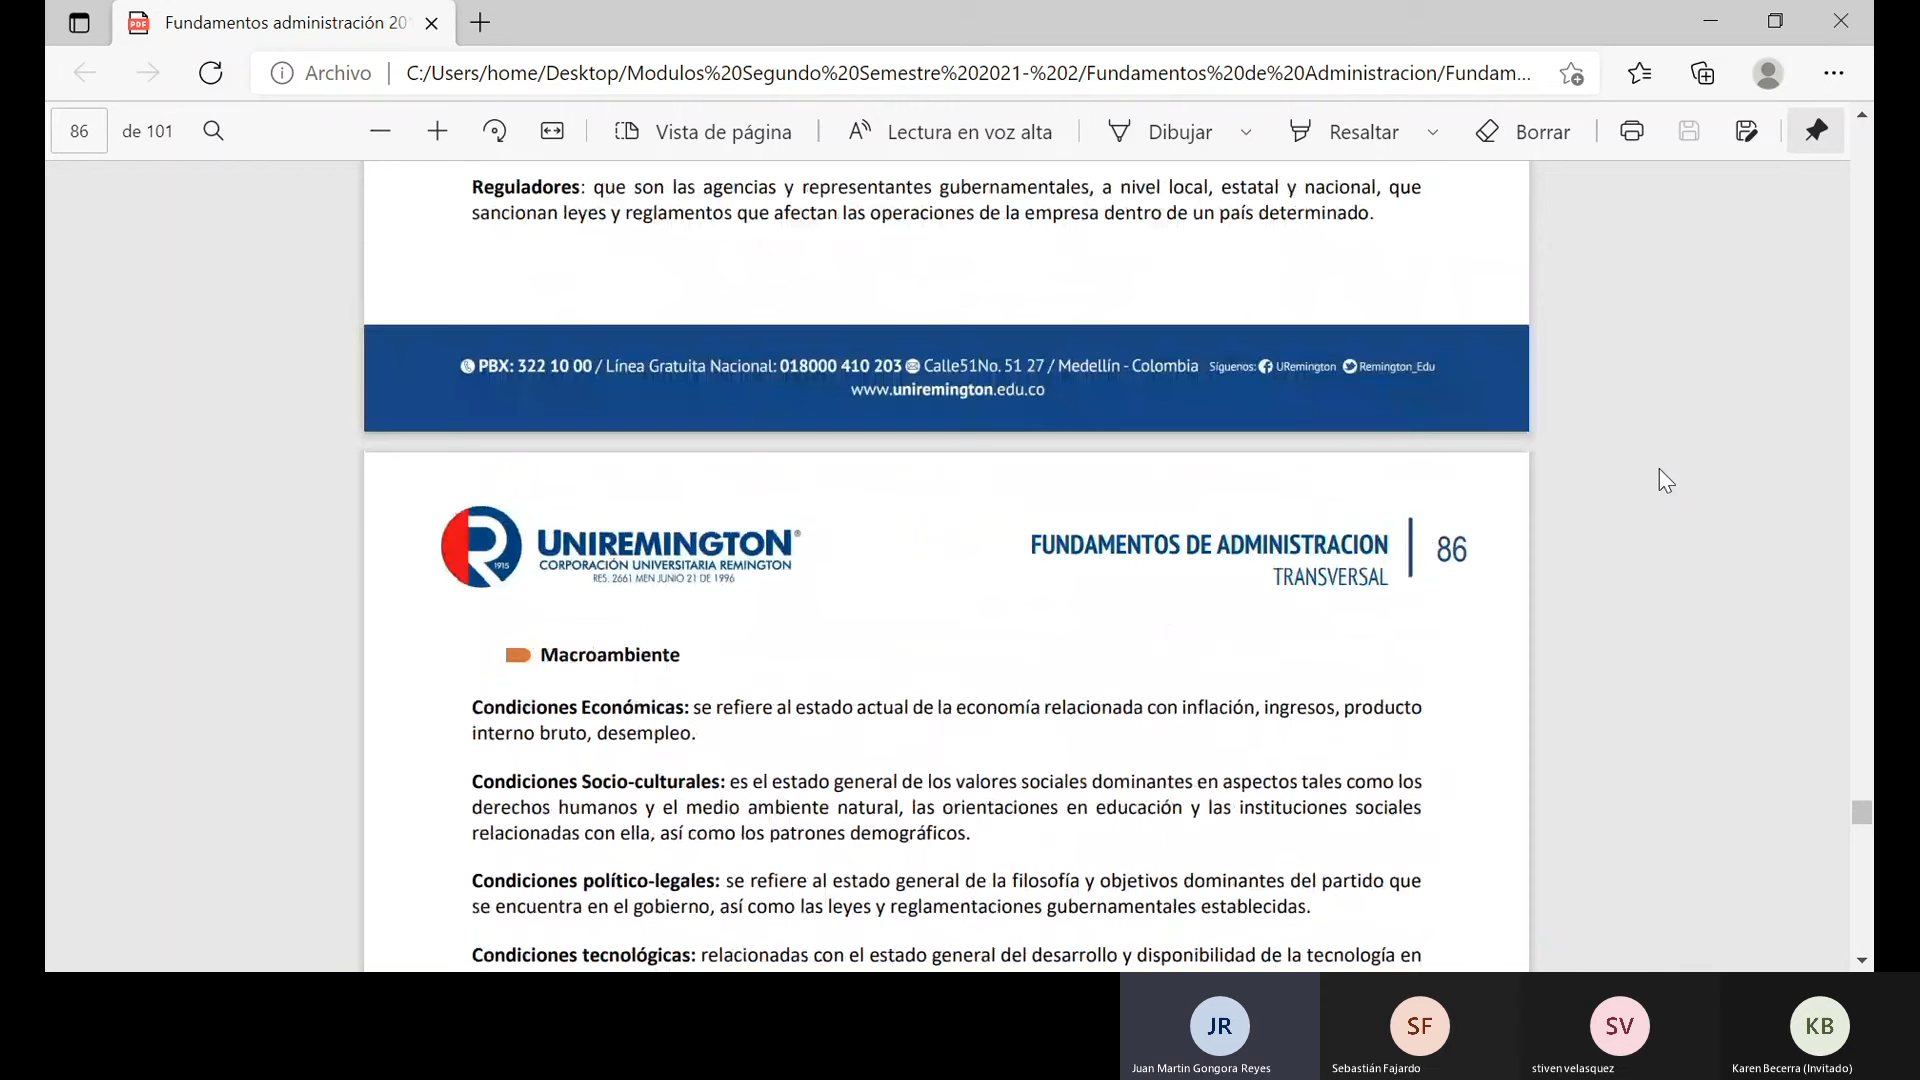 Fundamentos administración 20
Archivo
C:/Users/home/Desktop/Modulos%20Segundo%20Semestre%202021-%202/Fundamentos%20de%20Administracion/Fundam...
86 de 101
Vista de página
Lectura en voz alta
Dibujar
Resaltar
Borrar
Reguladores: que son las agencias y representantes gubernamentales, a nivel local, estatal y nacional, que
sancionan leyes y reglamentos que afectan las operaciones de la empresa dentro de un país determinado.
PBX: 322 10 00 / Línea Gratuita Nacional: 018000 410 203 Calle51No. 51 27 / Medellín - Colombia Síguenos: URemington Remington_Edu
www.uniremington.edu.co
R 1915
UNIREMINGTON®
CORPORACIÓN UNIVERSITARIA REMINGTON
RES. 2661 MEN JUNIO 21 DE 1996
FUNDAMENTOS DE ADMINISTRACION
TRANSVERSAL
86
Macroambiente
Condiciones Económicas: se refiere al estado actual de la economía relacionada con inflación, ingresos, producto
interno bruto, desempleo.
Condiciones Socio-culturales: es el estado general de los valores sociales dominantes en aspectos tales como los
derechos humanos y el medio ambiente natural, las orientaciones en educación y las instituciones sociales
relacionadas con ella, así como los patrones demográficos.
Condiciones político-legales: se refiere al estado general de la filosofía y objetivos dominantes del partido que
se encuentra en el gobierno, así como las leyes y reglamentaciones gubernamentales establecidas.
Condiciones tecnológicas: relacionadas con el estado general del desarrollo y disponibilidad de la tecnología en
JR
SF
SV
KB
Juan Martin Gongora Reyes
Sebastián Fajardo
stiven velasquez
Karen Becerra (Invitado)